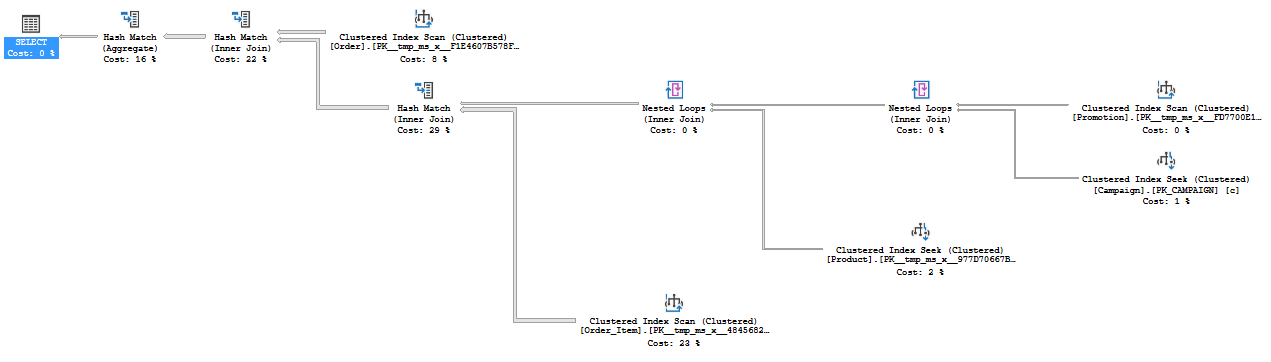 SELECT
Cost: 0 %
Hash Match
(Aggregate)
Cost: 16 %
Hash Match
(Inner Join)
Cost: 22 %
Clustered Index Scan (Clustered)
[Order].[PK__tmp_ms_x__F1E4607B578F…
Cost: 8 %
Hash Match
(Inner Join)
Cost: 29 %
Nested Loops
(Inner Join)
Cost: 0 %
Nested Loops
(Inner Join)
Cost: 0 %
Clustered Index Scan (Clustered)
[Promotion].[PK__tmp_ms_x__FD7700E1…
Cost: 0 %
Clustered Index Seek (Clustered)
[Campaign].[PK_CAMPAIGN] [c]
Cost: 1 %
Clustered Index Seek (Clustered)
[Product].[PK__tmp_ms_x__977D70667B…
Cost: 2 %
Clustered Index Scan (Clustered)
[Order_Item].[PK__tmp_ms_x__4845682…
Cost: 23 %